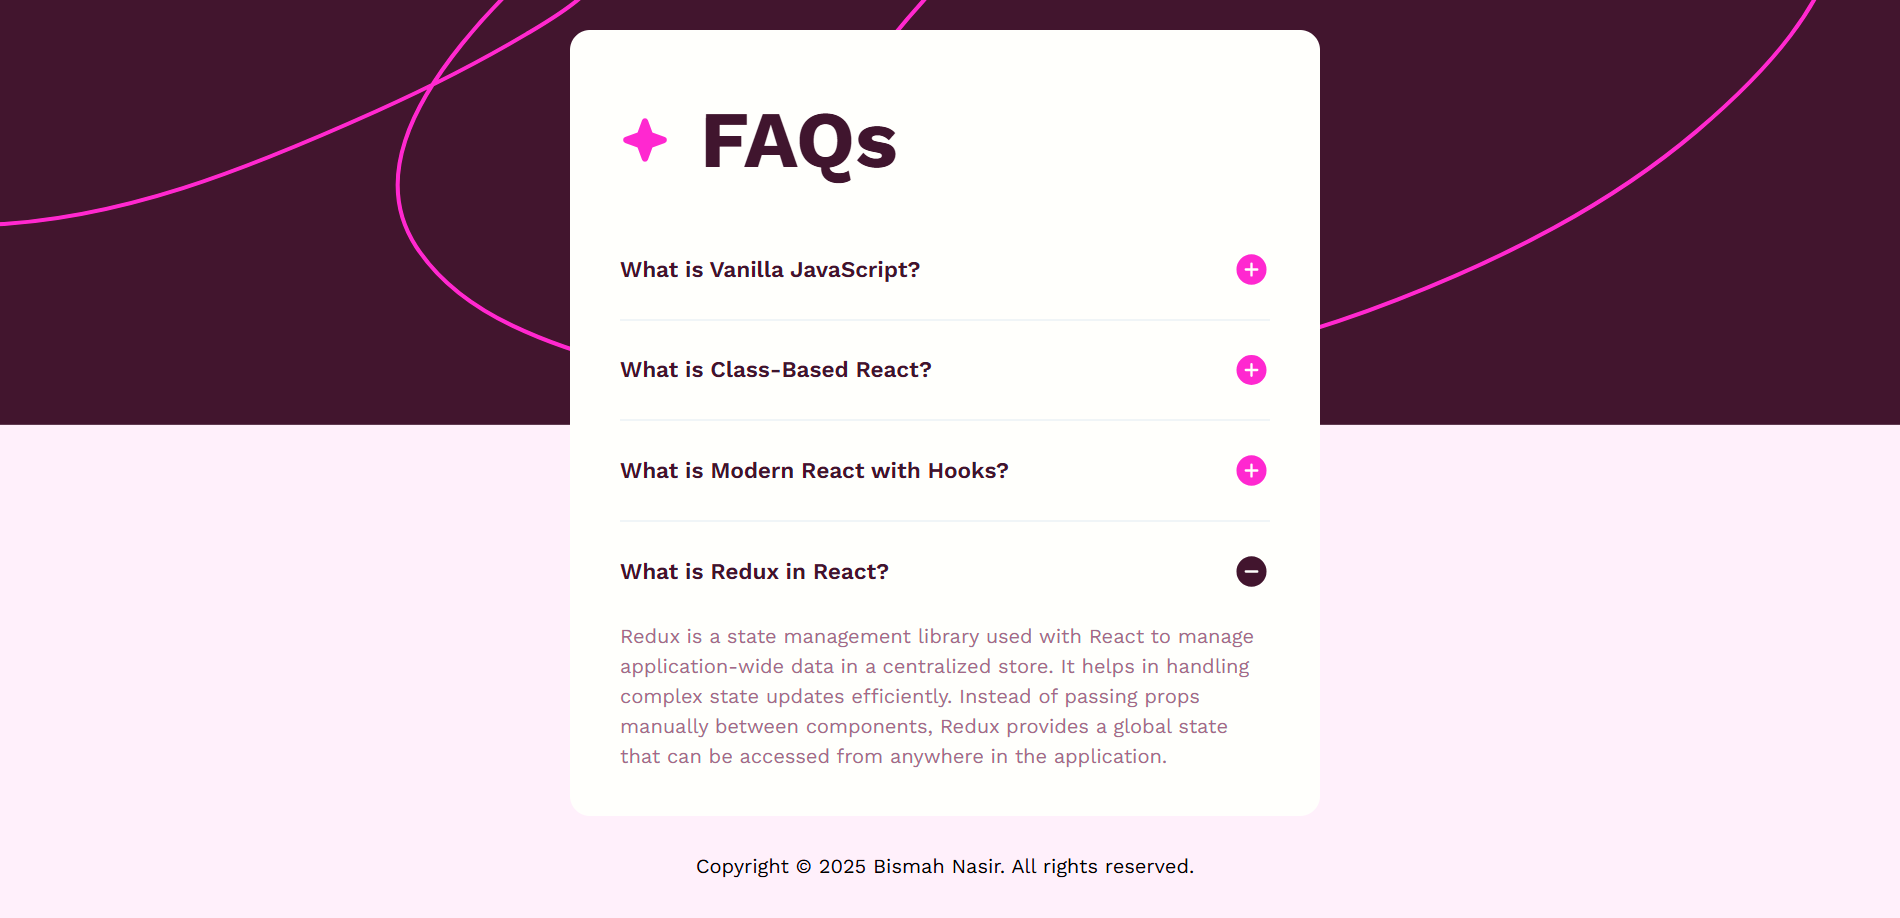 FAQs
What is Vanilla JavaScript?
What is Class-Based React?
What is Modern React with Hooks?
What is Redux in React?
Redux is a state management library used with React to manage
application-wide data in a centralized store. It helps in handling
complex state updates efficiently. Instead of passing props
manually between components, Redux provides a global state
that can be accessed from anywhere in the application.
Copyright © 2025 Bismah Nasir. All rights reserved.